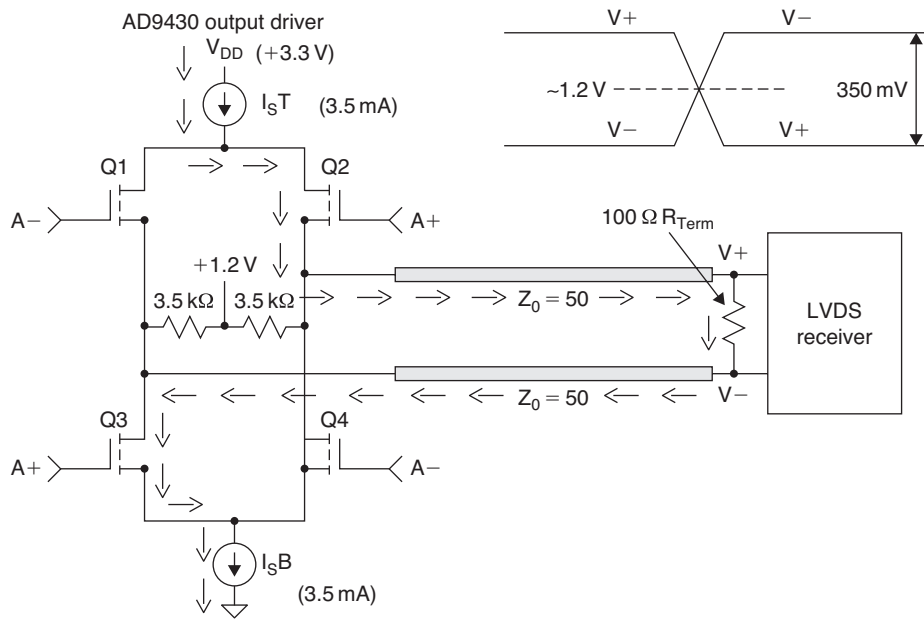 AD9430 output driver
V_DD (+3.3 V)
I_ST (3.5 mA)
V+ V−
~1.2 V 350 mV
V− V+
Q1 Q2
A− A+
100 Ω R_Term
V+
+1.2 V
3.5 kΩ 3.5 kΩ
Z_0 = 50
LVDS
receiver
V−
Z_0 = 50
Q3 Q4
A+ A−
I_SB
(3.5 mA)